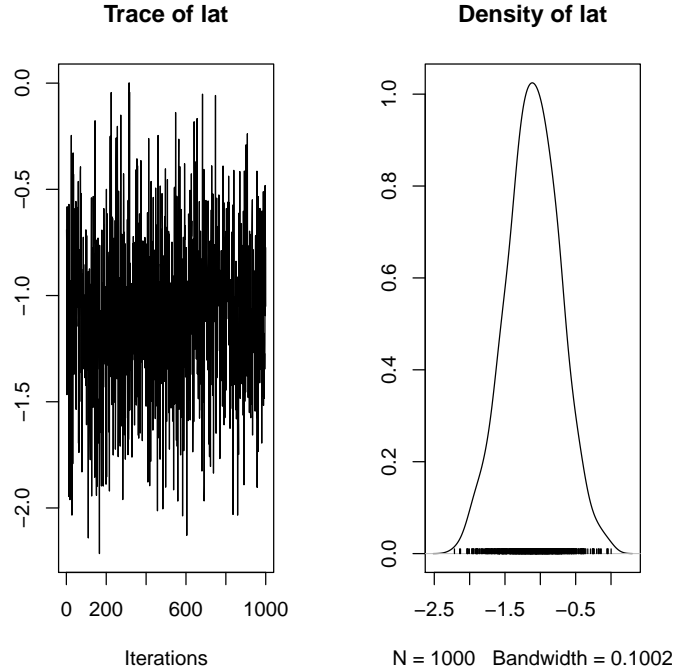 Trace of lat
0.0
−0.5
−1.0
−1.5
−2.0
0 200 600 1000
Iterations
Density of lat
1.0
0.8
0.6
0.4
0.2
0.0
−2.5 −1.5 −0.5
N = 1000 Bandwidth = 0.1002